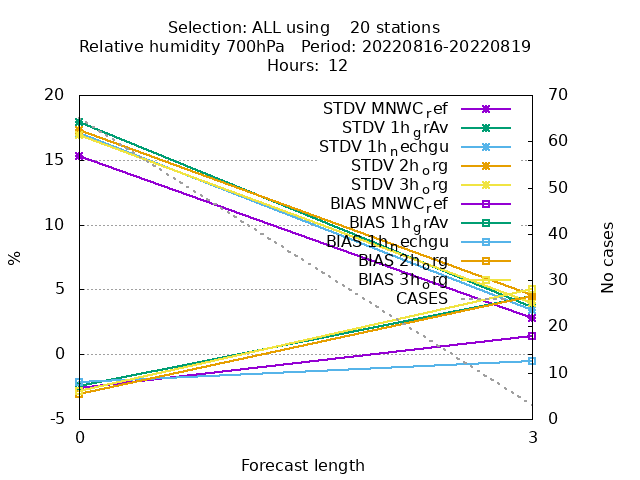 Selection: ALL using 20 stations
Relative humidity 700hPa Period: 20220816-20220819
Hours: 12
20 70
STDV MNWC_ref
STDV 1h_grAv
60
STDV 1h_nechgu
15
STDV 2h_org
STDV 3h_org
50
BIAS MNWC_ref
BIAS 1h_grAv
10
40
BIAS 1h_nechgu
%
No cases
BIAS 2h_org
BIAS 3h_org
30
5
CASES
20
0
10
-5 0
0 3
Forecast length